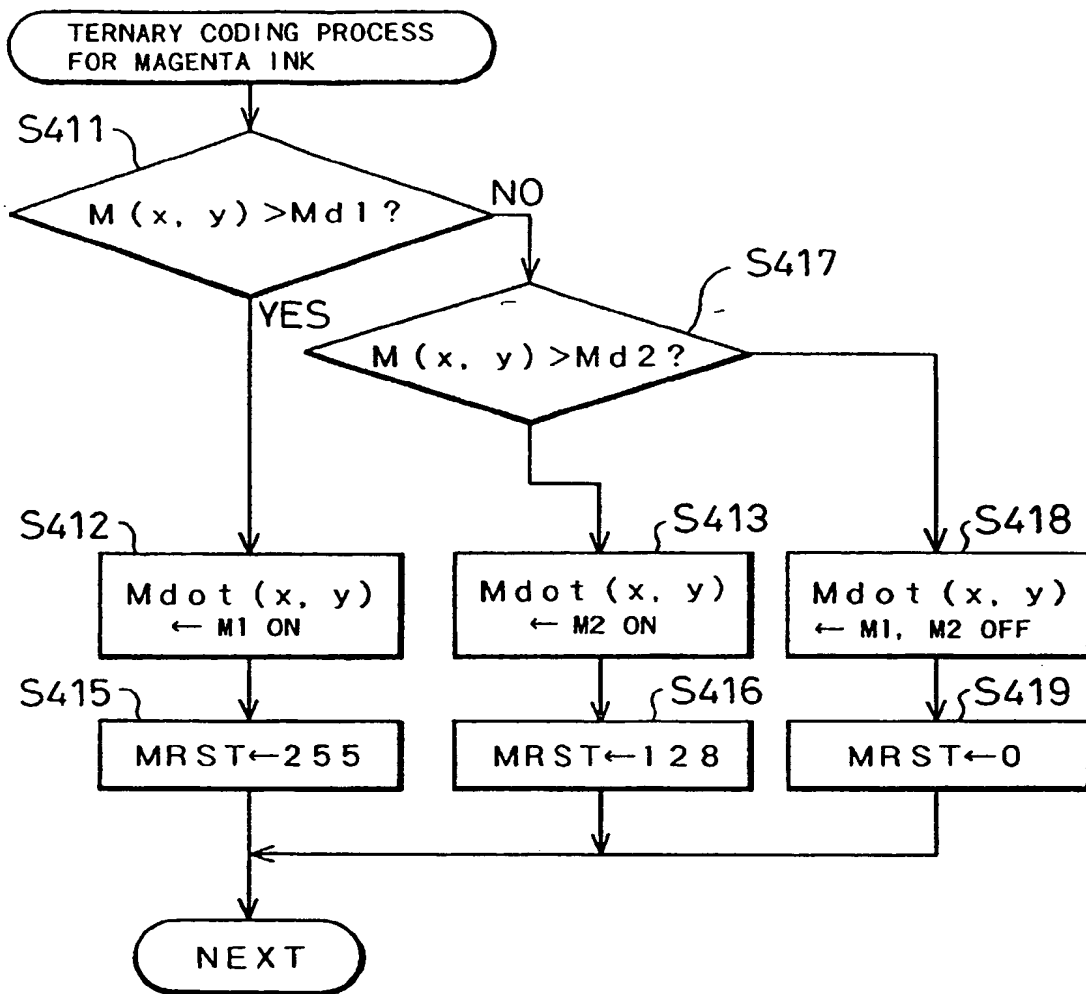 TERNARY CODING PROCESS
FOR MAGENTA INK
S411
M(x, y)>Md1?
NO
YES
S417
M(x, y)>Md2?
S412
Mdot(x, y)
← M1 ON
S413
Mdot(x, y)
← M2 ON
S418
Mdot(x, y)
← M1, M2 OFF
S415
MRST←255
S416
MRST←128
S419
MRST←0
NEXT